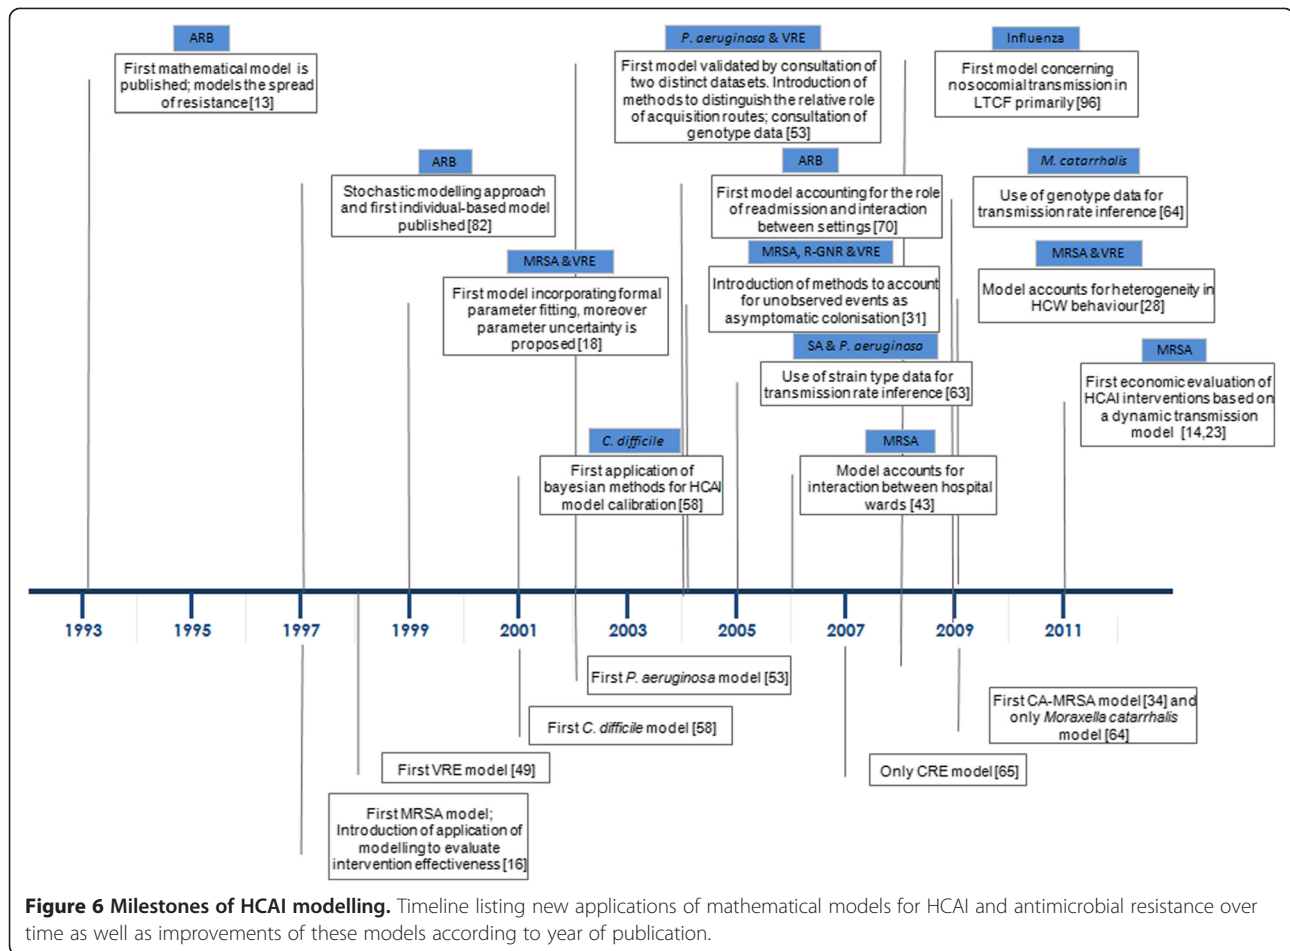 ARB
First mathematical model is
published; models the spread
of resistance[13]
ARB
Stochastic modelling approach
and first individual-based model
published[82]
MRSA &VRE
First model incorporating formal
parameter fitting, moreover
parameter uncertainty is
proposed[18]
C. difficile
First application of
bayesian methods for HCAI
model calibration[58]
P. aeruginosa & VRE
First model validated by consultation of
two distinct datasets. Introduction of
methods to distinguish the relative role
of acquisition routes; consultation of
genotype data [53]
ARB
First model accounting for the role
of readmission and interaction
between settings [70]
MRSA, R-GNR &VRE
Introduction of methods to account
for unobserved events as
asymptomatic colonisation [31]
SA & P. aeruginosa
Use of strain type data for
transmission rate inference[63]
MRSA
Model accounts for
interaction between hospital
wards [43]
Influenza
First model concerning
nosocomial transmission in
LTCF primarily[96]
M. catarrhalis
Use of genotype data for
transmission rate inference [64]
MRSA &VRE
Model accounts for heterogeneity in
HCW behaviour[28]
MRSA
First economic evaluation of
HCAI interventions based on
a dynamic transmission
model [14,23]
1993 1995 1997 1999 2001 2003 2005 2007 2009 2011
First P. aeruginosa model [53]
First C. difficile model [58]
First VRE model [49]
First MRSA model;
Introduction of application of
modelling to evaluate
intervention effectiveness[16]
Only CRE model[65]
First CA-MRSA model[34] and
only Moraxella catarrhalis
model [64]
Figure 6 Milestones of HCAI modelling. Timeline listing new applications of mathematical models for HCAI and antimicrobial resistance over
time as well as improvements of these models according to year of publication.